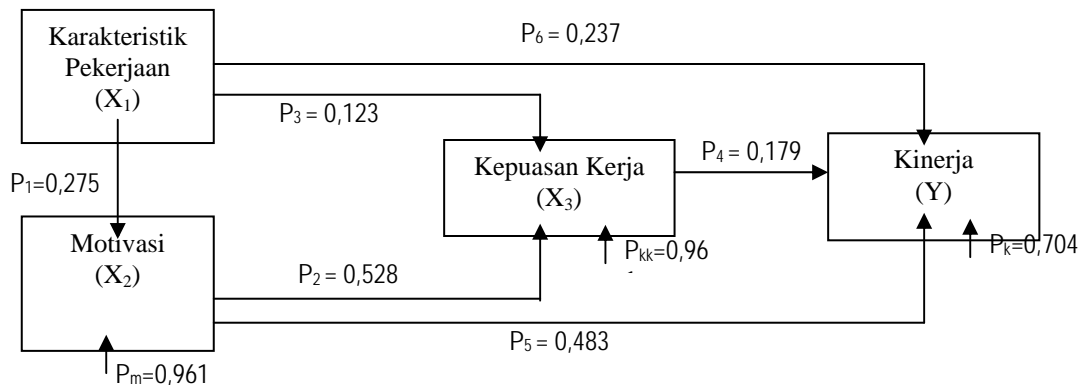 Karakteristik
Pekerjaan
(X₁)
P₆ = 0,237
P₃ = 0,123
P₁=0,275
Kepuasan Kerja
(X₃)
P₄ = 0,179
Kinerja
(Y)
Motivasi
(X₂)
P₂ = 0,528
Pₖₖ=0,96
Pₖ=0,704
P₅ = 0,483
Pₘ=0,961